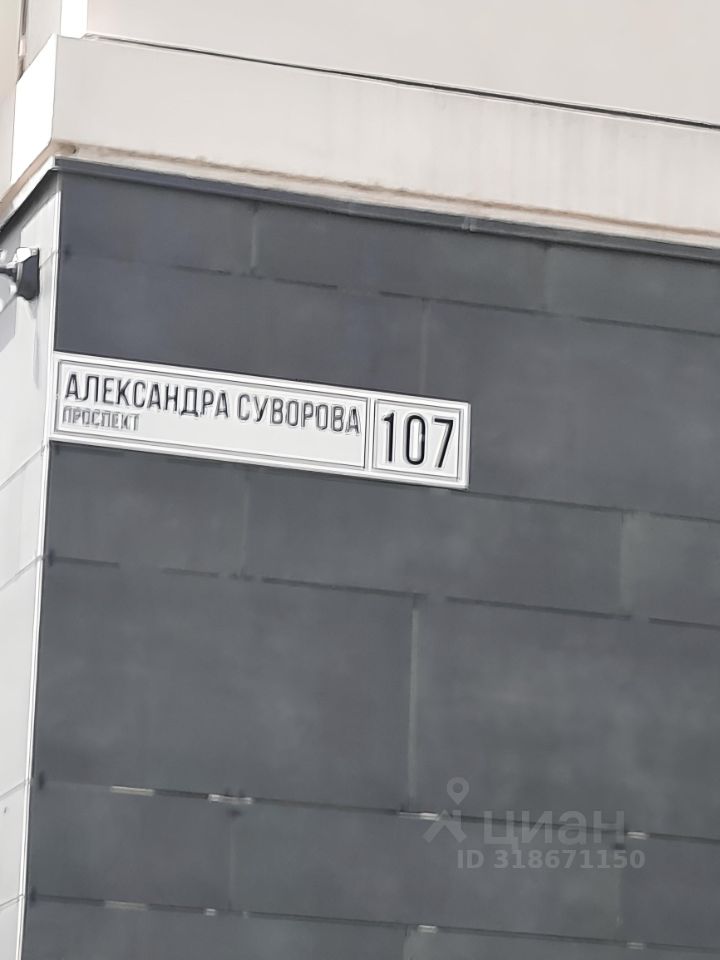 АЛЕКСАНДРА СУВОРОВА
ПРОСПЕКТ
107
циан
ID 318671150